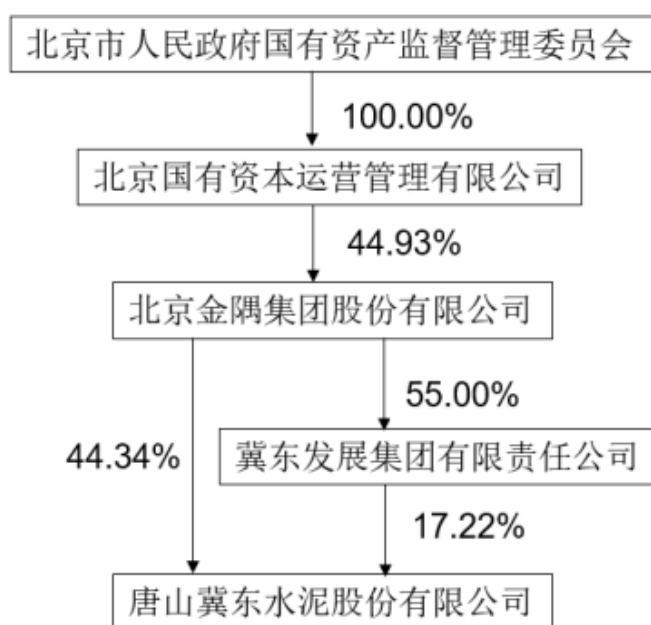 北京市人民政府国有资产监督管理委员会
100.00%
北京国有资本运营管理有限公司
44.93%
北京金隅集团股份有限公司
55.00%
44.34%
冀东发展集团有限责任公司
17.22%
唐山冀东水泥股份有限公司